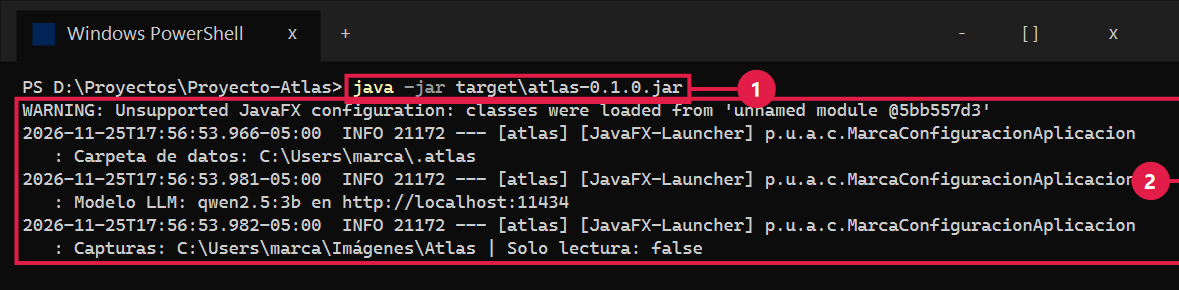 Windows PowerShell x + - [ ] x
PS D:\Proyectos\Proyecto-Atlas> java -jar target\atlas-0.1.0.jar 1
WARNING: Unsupported JavaFX configuration: classes were loaded from 'unnamed module @5bb557d3'
2026-11-25T17:56:53.966-05:00  INFO 21172 --- [atlas] [JavaFX-Launcher] p.u.a.c.MarcaConfiguracionAplicacion
: Carpeta de datos: C:\Users\marca\.atlas
2026-11-25T17:56:53.981-05:00  INFO 21172 --- [atlas] [JavaFX-Launcher] p.u.a.c.MarcaConfiguracionAplicacion 2
: Modelo LLM: qwen2.5:3b en http://localhost:11434
2026-11-25T17:56:53.982-05:00  INFO 21172 --- [atlas] [JavaFX-Launcher] p.u.a.c.MarcaConfiguracionAplicacion
: Capturas: C:\Users\marca\Imágenes\Atlas | Solo lectura: false